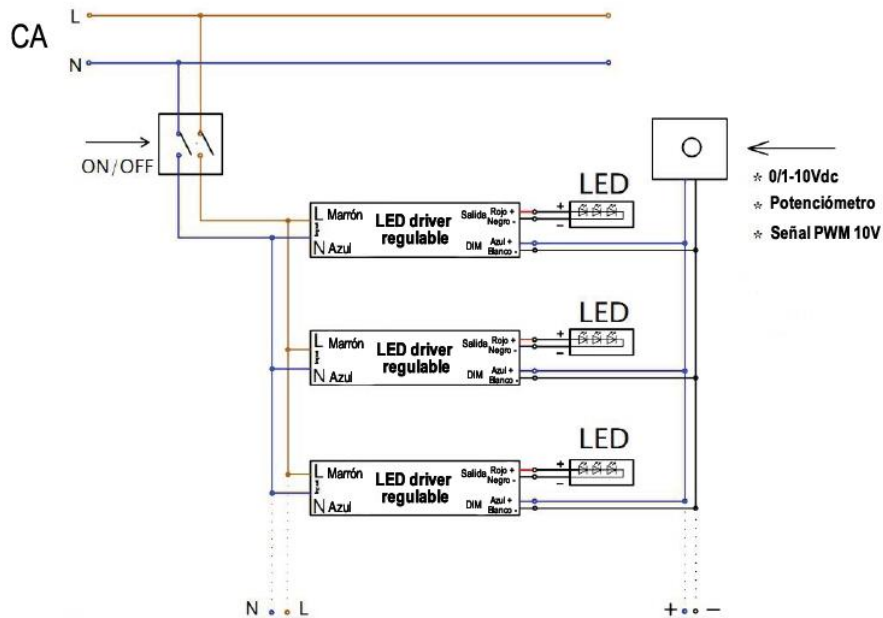 CA
L
N
ON/OFF
* 0/1-10Vdc
* Potenciómetro
* Señal PWM 10V
LED
L Marrón
N Azul
LED driver
regulable
Salida Rojo +
Negro -
DIM Azul +
Blanco -
+
−
LED
L Marrón
N Azul
LED driver
regulable
Salida Rojo +
Negro -
DIM Azul +
Blanco -
+
−
LED
L Marrón
N Azul
LED driver
regulable
Salida Rojo +
Negro -
DIM Azul +
Blanco -
+
−
N L
+ −